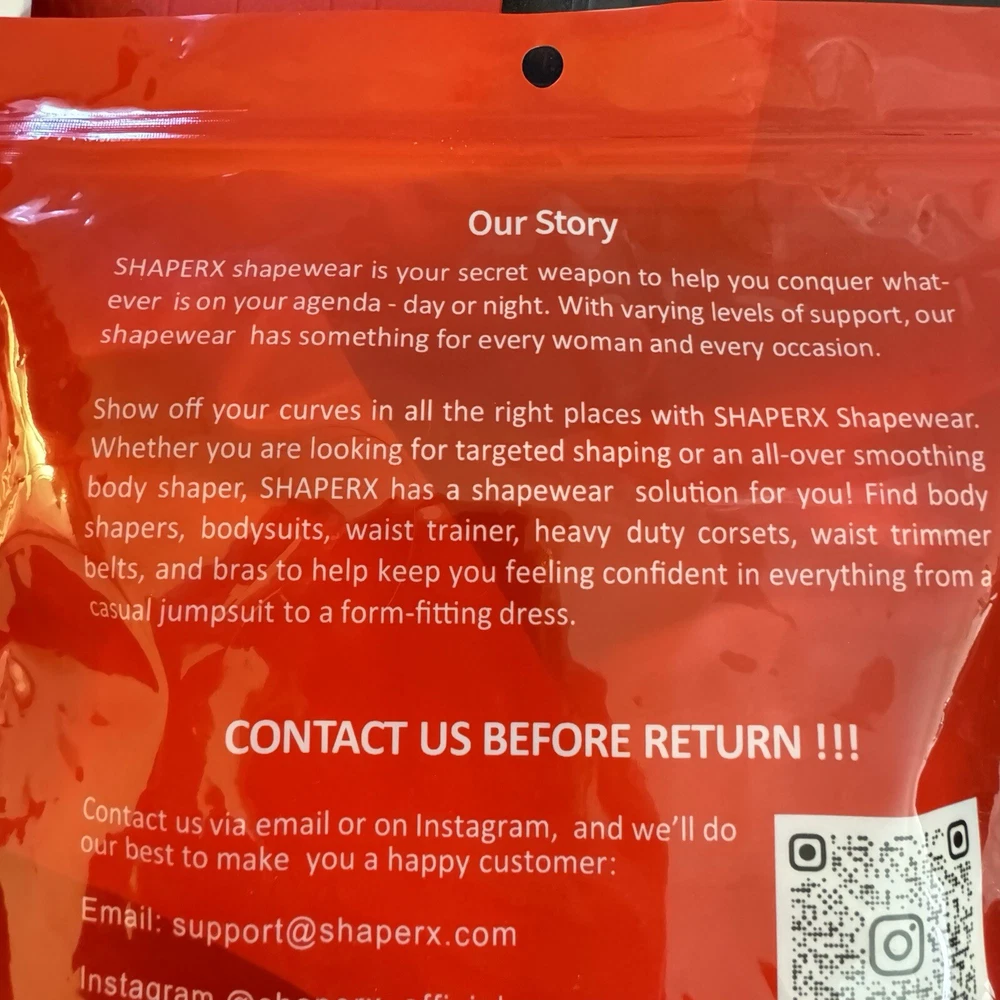 Our Story
SHAPERX shapewear is your secret weapon to help you conquer what-
ever is on your agenda - day or night. With varying levels of support, our
shapewear has something for every woman and every occasion.
Show off your curves in all the right places with SHAPERX Shapewear.
Whether you are looking for targeted shaping or an all-over smoothing
body shaper, SHAPERX has a shapewear solution for you! Find body
shapers, bodysuits, waist trainer, heavy duty corsets, waist trimmer
belts, and bras to help keep you feeling confident in everything from a
casual jumpsuit to a form-fitting dress.
CONTACT US BEFORE RETURN !!!
Contact us via email or on Instagram, and we'll do
our best to make you a happy customer:
Email: support@shaperx.com
Instagram